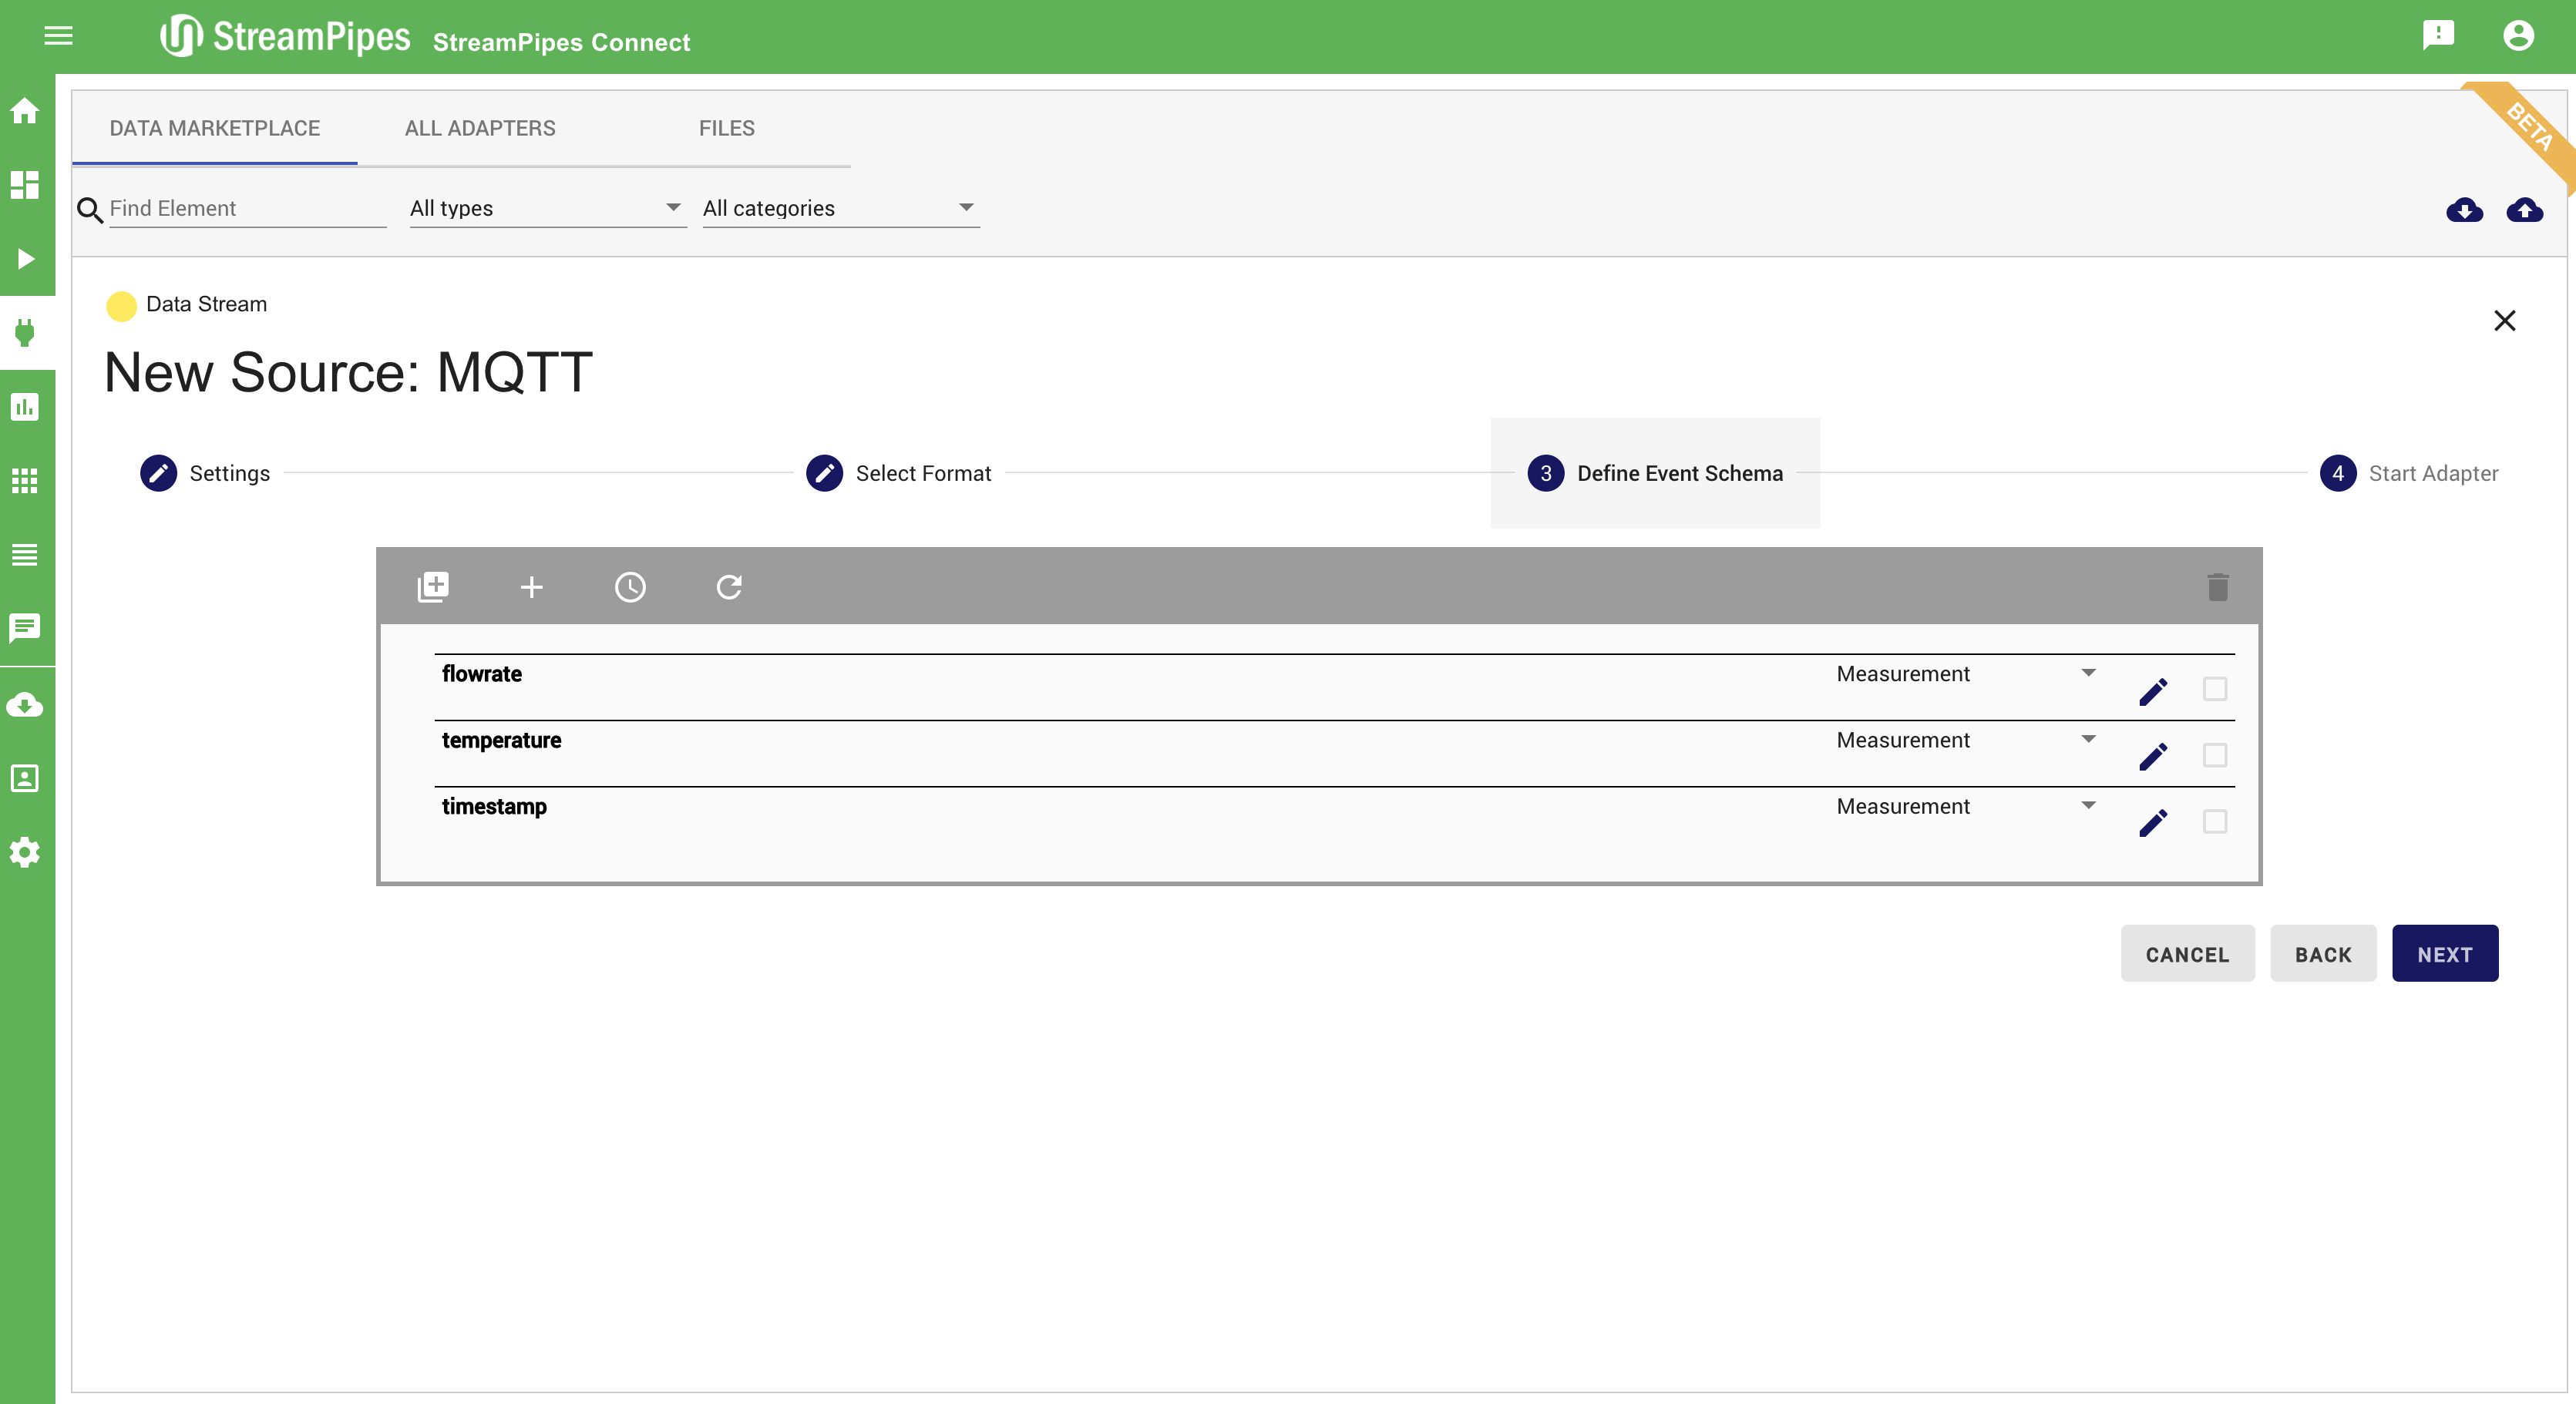 StreamPipes StreamPipes Connect
DATA MARKETPLACE ALL ADAPTERS FILES
BETA
Find Element All types All categories
Data Stream
New Source: MQTT
Settings Select Format 3 Define Event Schema 4 Start Adapter
flowrate Measurement
temperature Measurement
timestamp Measurement
CANCEL BACK NEXT